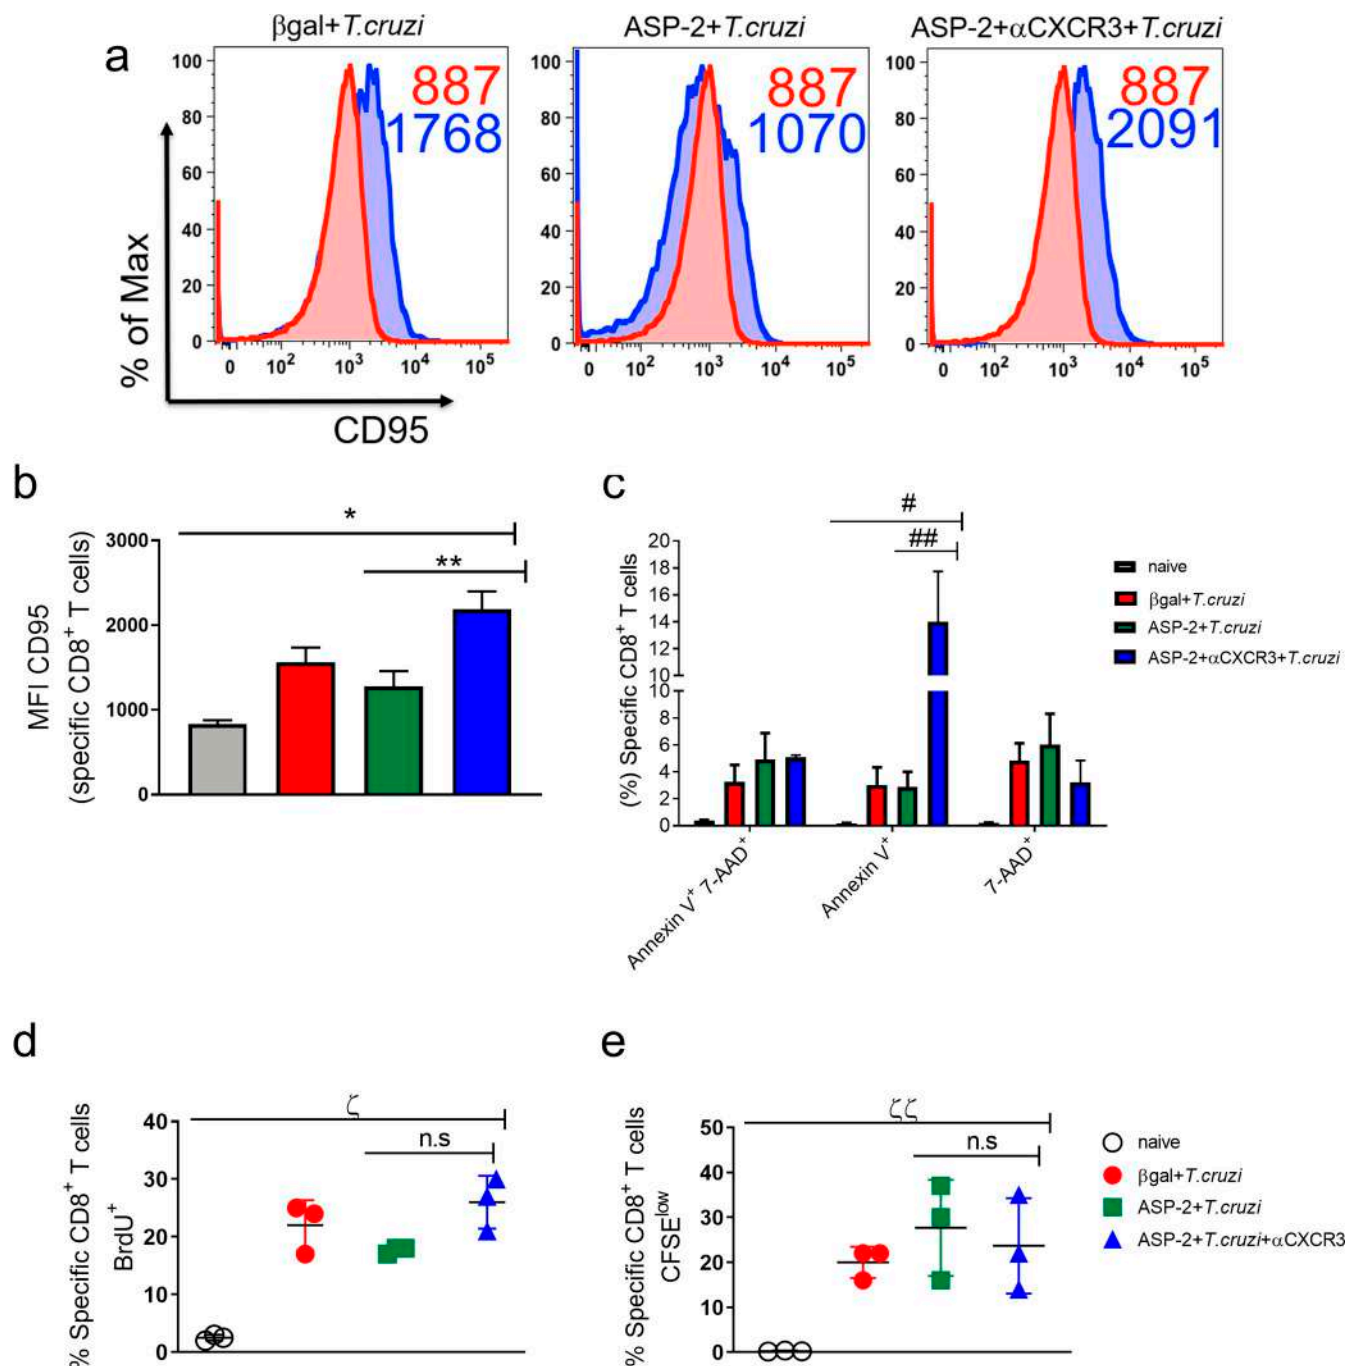 a
βgal+T.cruzi
ASP-2+T.cruzi
ASP-2+αCXCR3+T.cruzi
% of Max
100
80
60
40
20
0
887
1768
0 10² 10³ 10⁴ 10⁵
100
80
60
40
20
0
887
1070
0 10² 10³ 10⁴ 10⁵
100
80
60
40
20
0
887
2091
0 10² 10³ 10⁴ 10⁵
CD95
b
MFI CD95
(specific CD8⁺ T cells)
3000
2000
1000
0
*
**
c
(%) Specific CD8⁺ T cells
20
18
16
14
12
10
10
8
6
4
2
0
#
##
Annexin V⁺ 7-AAD⁺
Annexin V⁺
7-AAD⁺
naive
βgal+T.cruzi
ASP-2+T.cruzi
ASP-2+αCXCR3+T.cruzi
d
% Specific CD8⁺ T cells
BrdU⁺
40
30
20
10
0
ζ
n.s
e
% Specific CD8⁺ T cells
CFSEˡᵒʷ
50
40
30
20
10
0
ζζ
n.s
naive
βgal+T.cruzi
ASP-2+T.cruzi
ASP-2+T.cruzi+αCXCR3